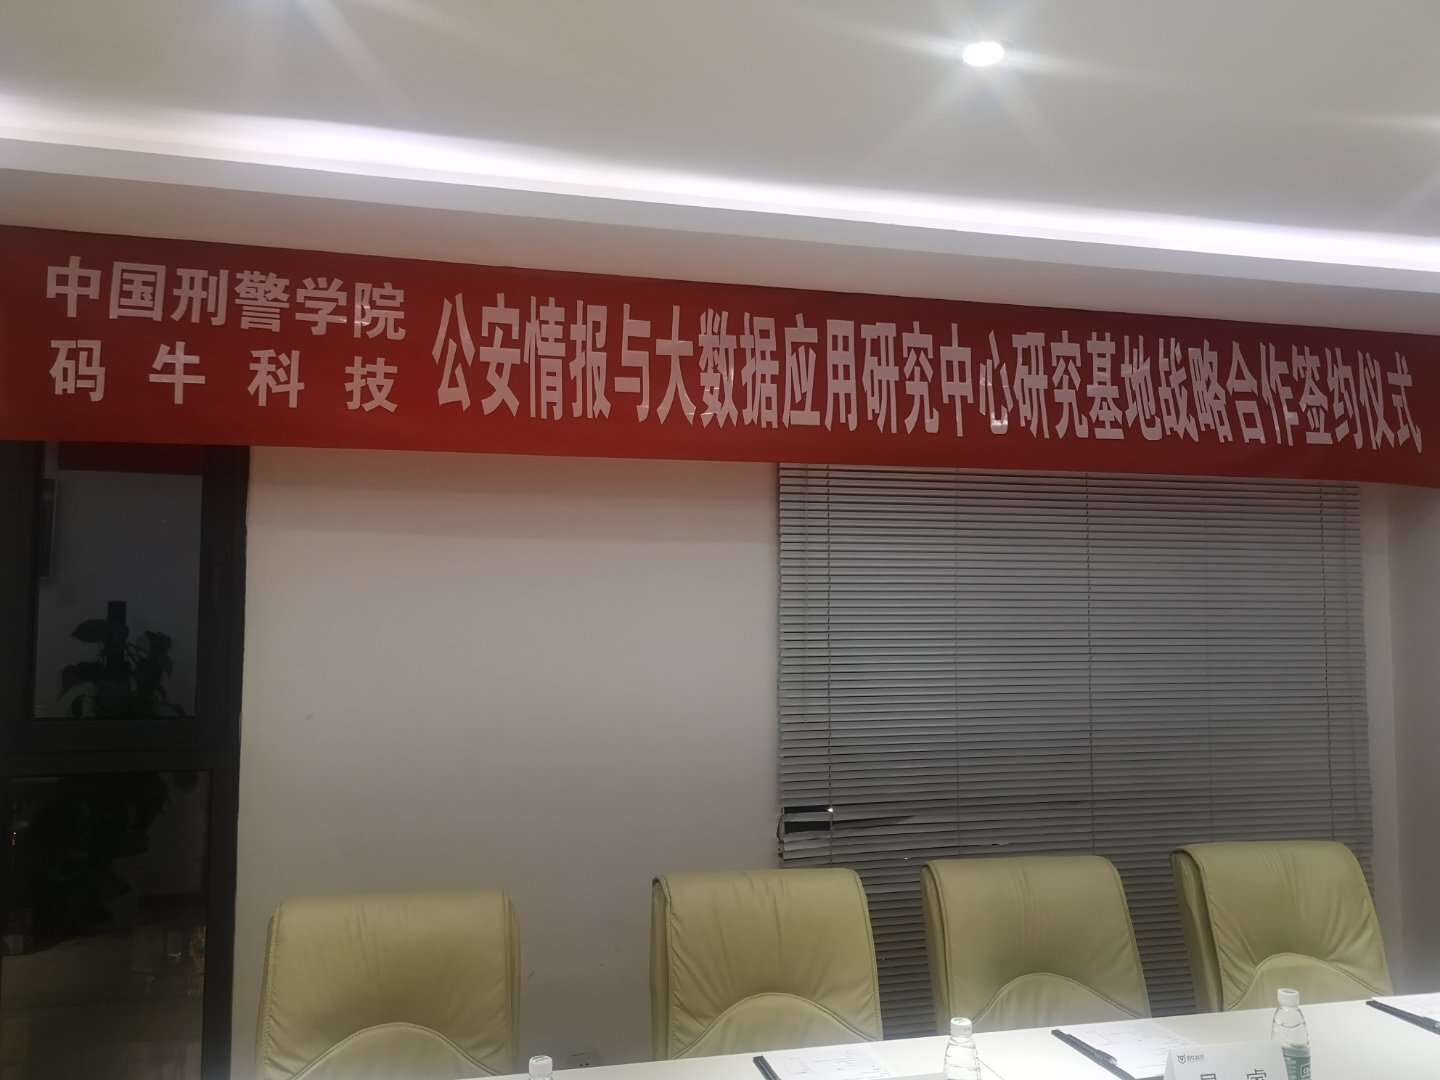 中国刑警学院
码牛科技
公安情报与大数据应用研究中心研究基地战略合作签约仪式